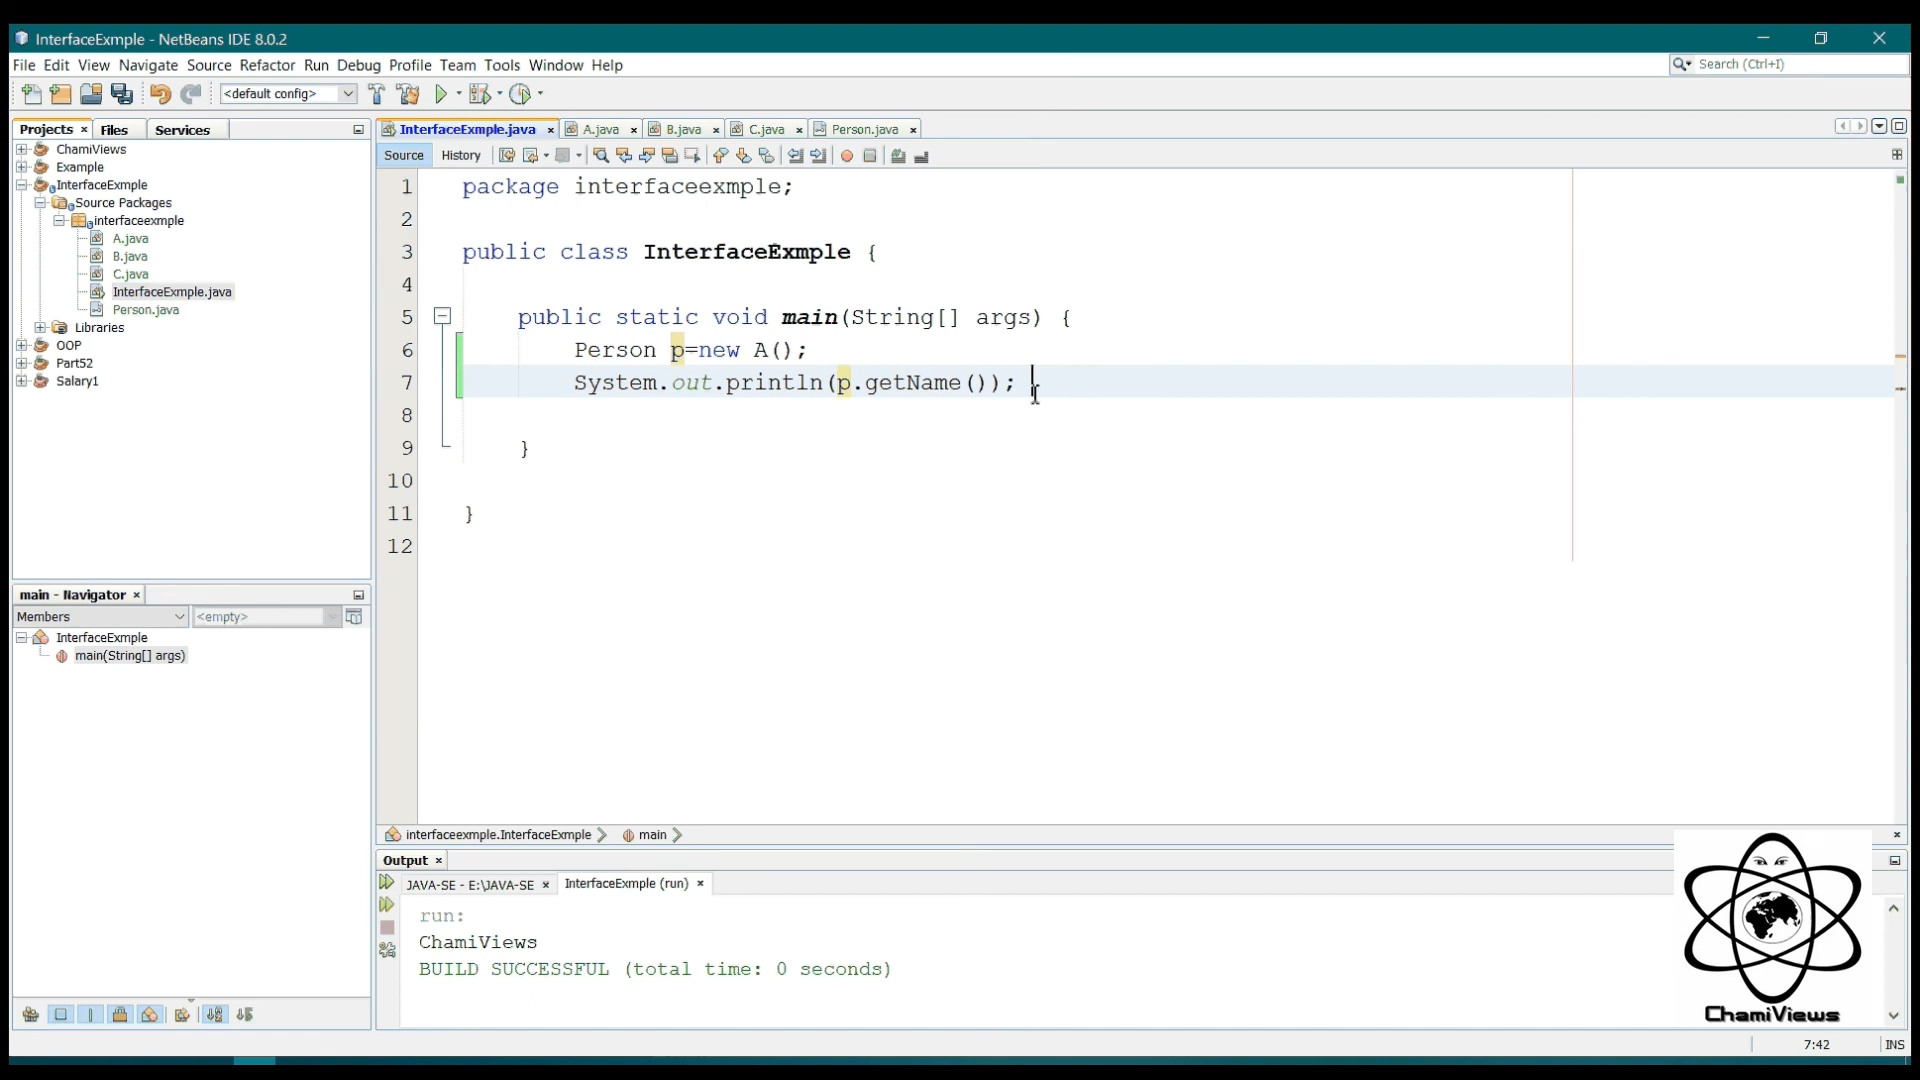 InterfaceExmple - NetBeans IDE 8.0.2
File Edit View Navigate Source Refactor Run Debug Profile Team Tools Window Help
Search (Ctrl+I)
<default config>
Projects Files Services
InterfaceExmple.java A.java B.java C.java Person.java
Source History
ChamiViews
Example
InterfaceExmple
Source Packages
interfaceexmple
A.java
B.java
C.java
InterfaceExmple.java
Person.java
Libraries
OOP
Part52
Salary1
1 package interfaceexmple;
2
3 public class InterfaceExmple {
4
5 public static void main(String[] args) {
6 Person p=new A();
7 System.out.println(p.getName());
8
9 }
10
11 }
12
main - Navigator
Members <empty>
InterfaceExmple
main(String[] args)
interfaceexmple.InterfaceExmple main
Output
JAVA-SE - E:\JAVA-SE InterfaceExmple (run)
run:
ChamiViews
BUILD SUCCESSFUL (total time: 0 seconds)
ChamiViews
7:42 INS